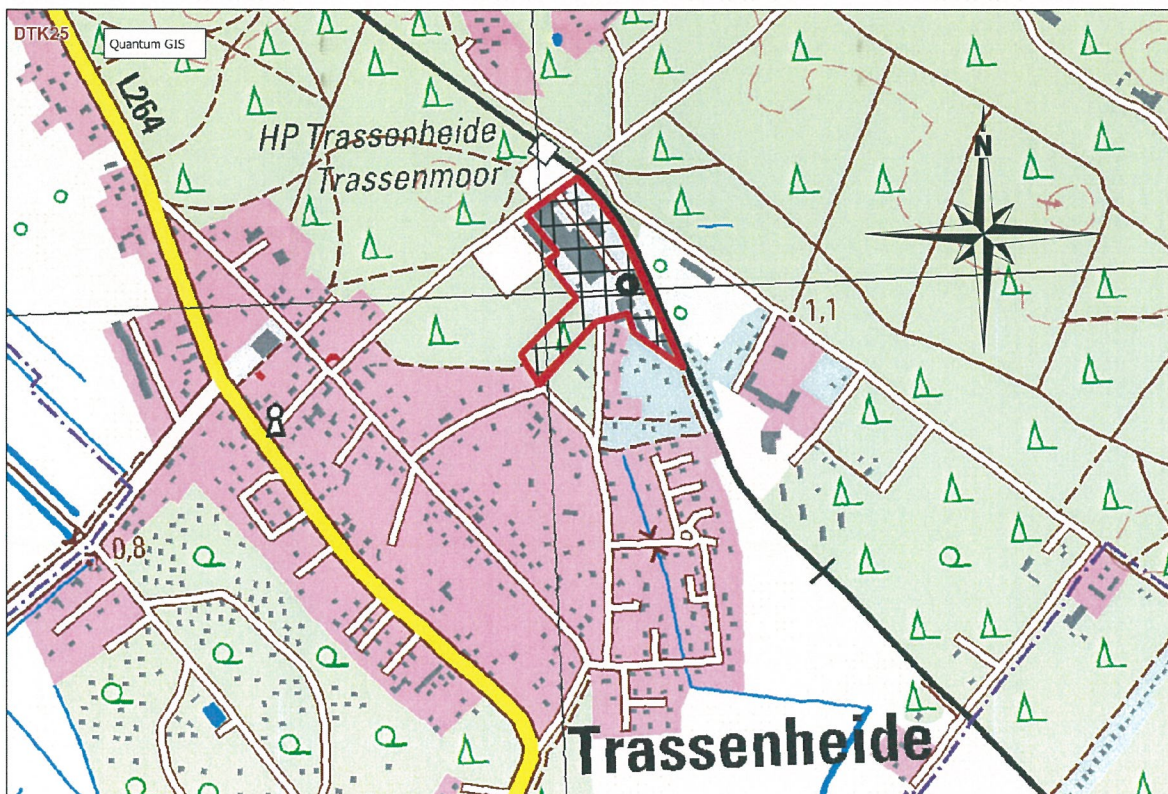 DTK25
Quantum GIS
L264
HP Trassenheide
Trassenmoor
N
1,1
0,8
Trassenheide